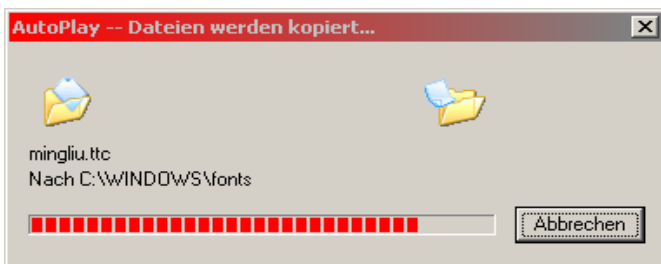 AutoPlay -- Dateien werden kopiert...
mingliu.ttc
Nach C:\WINDOWS\fonts
Abbrechen